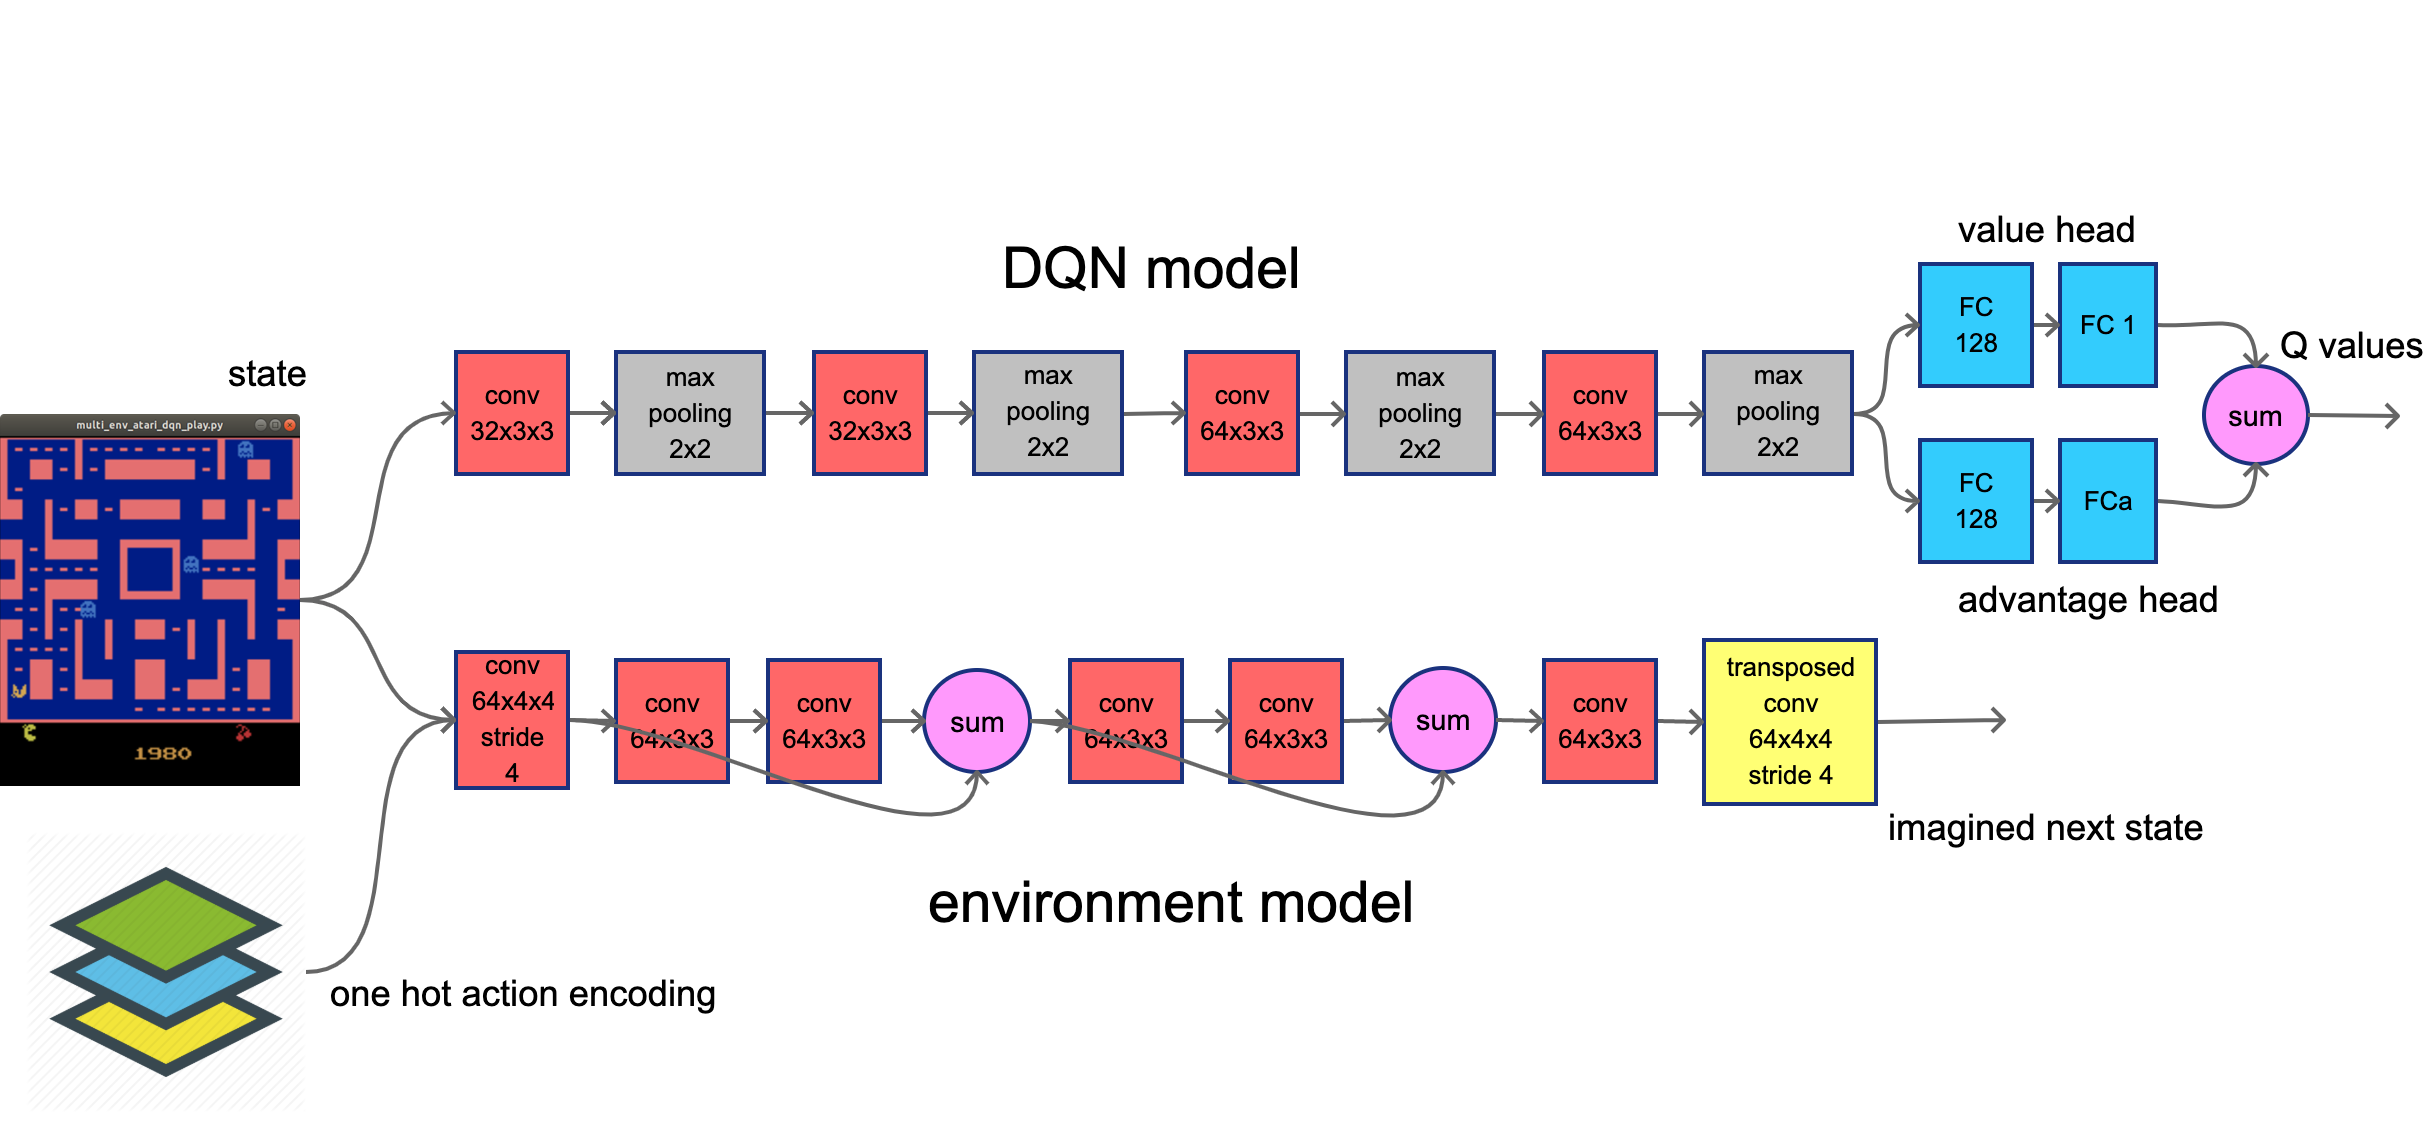 DQN model
value head
state
multi_env_atari_dqn_play.py
1980
conv
32x3x3
max
pooling
2x2
conv
32x3x3
max
pooling
2x2
conv
64x3x3
max
pooling
2x2
conv
64x3x3
max
pooling
2x2
FC
128
FC 1
FC
128
FCa
sum
Q values
advantage head
conv
64x4x4
stride
4
conv
64x3x3
conv
64x3x3
sum
conv
64x3x3
conv
64x3x3
sum
conv
64x3x3
transposed
conv
64x4x4
stride 4
imagined next state
environment model
one hot action encoding